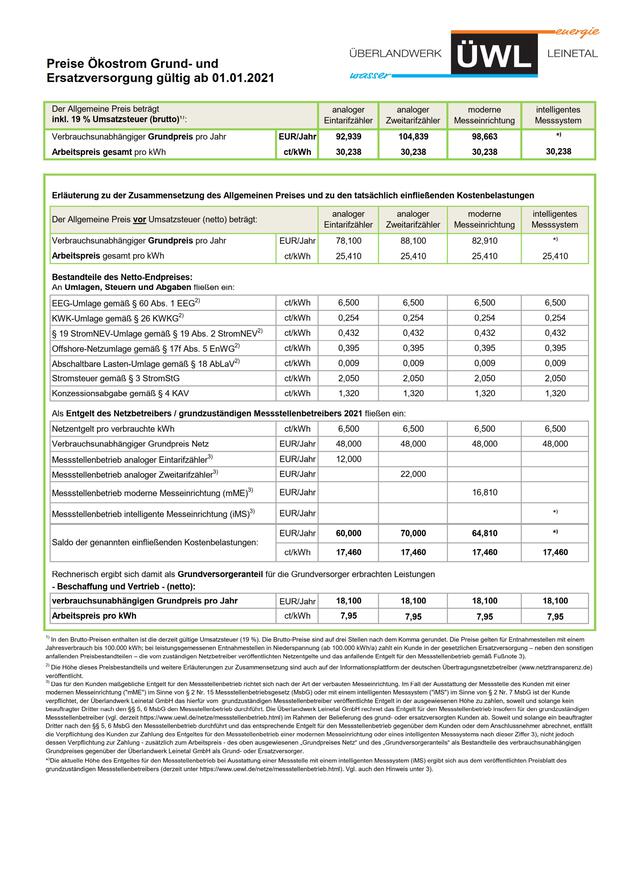 energie
ÜBERLANDWERK ÜWL LEINETAL
wasser
Preise Ökostrom Grund- und
Ersatzversorgung gültig ab 01.01.2021
Der Allgemeine Preis beträgt
inkl. 19 % Umsatzsteuer (brutto)1): analoger Eintarifzähler analoger Zweitarifzähler moderne Messeinrichtung intelligentes Messsystem
Verbrauchsunabhängiger Grundpreis pro Jahr EUR/Jahr 92,939 104,839 98,663 *)
Arbeitspreis gesamt pro kWh ct/kWh 30,238 30,238 30,238 30,238
Erläuterung zu der Zusammensetzung des Allgemeinen Preises und zu den tatsächlich einfließenden Kostenbelastungen
Der Allgemeine Preis vor Umsatzsteuer (netto) beträgt: analoger Eintarifzähler analoger Zweitarifzähler moderne Messeinrichtung intelligentes Messsystem
Verbrauchsunabhängiger Grundpreis pro Jahr EUR/Jahr 78,100 88,100 82,910 *)
Arbeitspreis gesamt pro kWh ct/kWh 25,410 25,410 25,410 25,410
Bestandteile des Netto-Endpreises:
An Umlagen, Steuern und Abgaben fließen ein:
EEG-Umlage gemäß § 60 Abs. 1 EEG2) ct/kWh 6,500 6,500 6,500 6,500
KWK-Umlage gemäß § 26 KWKG2) ct/kWh 0,254 0,254 0,254 0,254
§ 19 StromNEV-Umlage gemäß § 19 Abs. 2 StromNEV2) ct/kWh 0,432 0,432 0,432 0,432
Offshore-Netzumlage gemäß § 17f Abs. 5 EnWG2) ct/kWh 0,395 0,395 0,395 0,395
Abschaltbare Lasten-Umlage gemäß § 18 AbLaV2) ct/kWh 0,009 0,009 0,009 0,009
Stromsteuer gemäß § 3 StromStG ct/kWh 2,050 2,050 2,050 2,050
Konzessionsabgabe gemäß § 4 KAV ct/kWh 1,320 1,320 1,320 1,320
Als Entgelt des Netzbetreibers / grundzuständigen Messstellenbetreibers 2021 fließen ein:
Netzentgelt pro verbrauchte kWh ct/kWh 6,500 6,500 6,500 6,500
Verbrauchsunabhängiger Grundpreis Netz EUR/Jahr 48,000 48,000 48,000 48,000
Messstellenbetrieb analoger Eintarifzähler3) EUR/Jahr 12,000
Messstellenbetrieb analoger Zweitarifzähler3) EUR/Jahr 22,000
Messstellenbetrieb moderne Messeinrichtung (mME)3) EUR/Jahr 16,810
Messstellenbetrieb intelligente Messeinrichtung (iMS)3) EUR/Jahr *)
Saldo der genannten einfließenden Kostenbelastungen: EUR/Jahr 60,000 70,000 64,810 *)
ct/kWh 17,460 17,460 17,460 17,460
Rechnerisch ergibt sich damit als Grundversorgeranteil für die Grundversorger erbrachten Leistungen
- Beschaffung und Vertrieb - (netto):
verbrauchsunabhängigen Grundpreis pro Jahr EUR/Jahr 18,100 18,100 18,100 18,100
Arbeitspreis pro kWh ct/kWh 7,95 7,95 7,95 7,95
1) In den Brutto-Preisen enthalten ist die derzeit gültige Umsatzsteuer (19 %). Die Brutto-Preise sind auf drei Stellen nach dem Komma gerundet. Die Preise gelten für Entnahmestellen mit einem
Jahresverbrauch bis 100.000 kWh; bei leistungsgemessenen Entnahmestellen in Niederspannung (ab 100.000 kWh/a) zahlt ein Kunde in der gesetzlichen Ersatzversorgung – neben den sonstigen
anfallenden Preisbestandteilen – die vom zuständigen Netzbetreiber veröffentlichten Netzentgelte und das anfallende Entgelt für den Messstellenbetrieb gemäß Fußnote 3).
2) Die Höhe dieses Preisbestandteils und weitere Erläuterungen zur Zusammensetzung sind auch auf der Informationsplattform der deutschen Übertragungsnetzbetreiber (www.netztransparenz.de)
veröffentlicht.
3) Das für den Kunden maßgebliche Entgelt für den Messstellenbetrieb richtet sich nach der Art der verbauten Messeinrichtung. Im Fall der Ausstattung der Messstelle des Kunden mit einer
modernen Messeinrichtung ("mME") im Sinne von § 2 Nr. 15 Messstellenbetriebsgesetz (MsbG) oder mit einem intelligenten Messsystem ("iMS") im Sinne von § 2 Nr. 7 MsbG ist der Kunde
verpflichtet, der Überlandwerk Leinetal GmbH das hierfür vom grundzuständigen Messstellenbetreiber veröffentlichte Entgelt in der ausgewiesenen Höhe zu zahlen, soweit und solange kein
beauftragter Dritter nach den §§ 5, 6 MsbG den Messstellenbetrieb durchführt. Die Überlandwerk Leinetal GmbH rechnet das Entgelt für den Messstellenbetrieb insofern für den grundzuständigen
Messstellenbetreiber (vgl. derzeit https://www.uewl.de/netze/messstellenbetrieb.html) im Rahmen der Belieferung des grund- oder ersatzversorgten Kunden ab. Soweit und solange ein beauftragter
Dritter nach den §§ 5, 6 MsbG den Messstellenbetrieb durchführt und das entsprechende Entgelt für den Messstellenbetrieb gegenüber dem Kunden oder dem Anschlussnehmer abrechnet, entfällt
die Verpflichtung des Kunden zur Zahlung des Entgeltes für den Messstellenbetrieb einer modernen Messeinrichtung oder eines intelligenten Messsystems nach dieser Ziffer 3), nicht jedoch
dessen Verpflichtung zur Zahlung - zusätzlich zum Arbeitspreis - des oben ausgewiesenen „Grundpreises Netz“ und des „Grundversorgeranteils“ als Bestandteile des verbrauchsunabhängigen
Grundpreises gegenüber der Überlandwerk Leinetal GmbH als Grund- oder Ersatzversorger.
*)Die aktuelle Höhe des Entgeltes für den Messstellenbetrieb bei Ausstattung einer Messstelle mit einem intelligenten Messsystem (iMS) ergibt sich aus dem veröffentlichten Preisblatt des
grundzuständigen Messstellenbetreibers (derzeit unter https://www.uewl.de/netze/messstellenbetrieb.html). Vgl. auch den Hinweis unter 3).